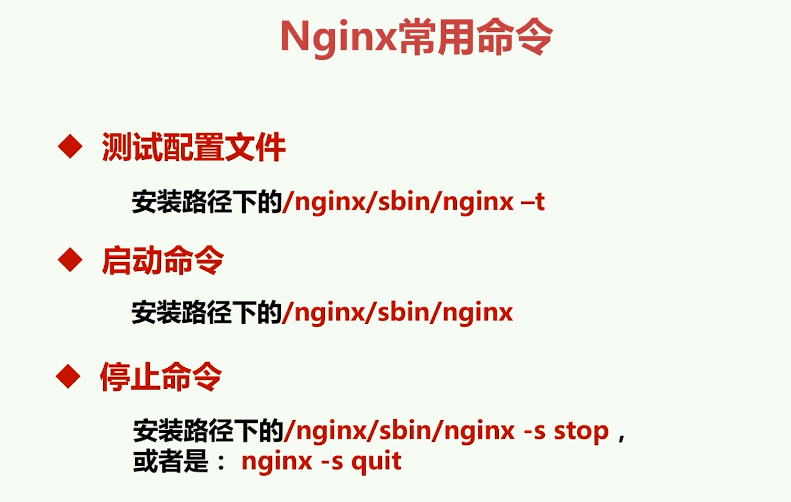 Nginx常用命令
测试配置文件
安装路径下的/nginx/sbin/nginx –t
启动命令
安装路径下的/nginx/sbin/nginx
停止命令
安装路径下的/nginx/sbin/nginx -s stop，
或者是： nginx -s quit